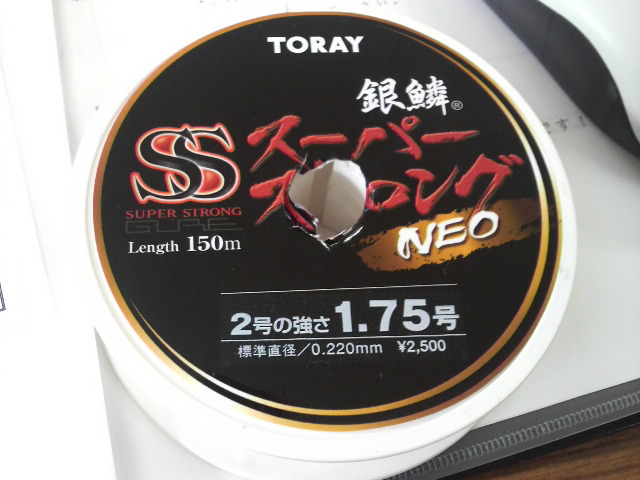 TORAY
銀鱗®
スーパー
ストロング
NEO
SS
SUPER STRONG
Length 150m
2号の強さ1.75号
標準直径/0.220mm ¥2,500